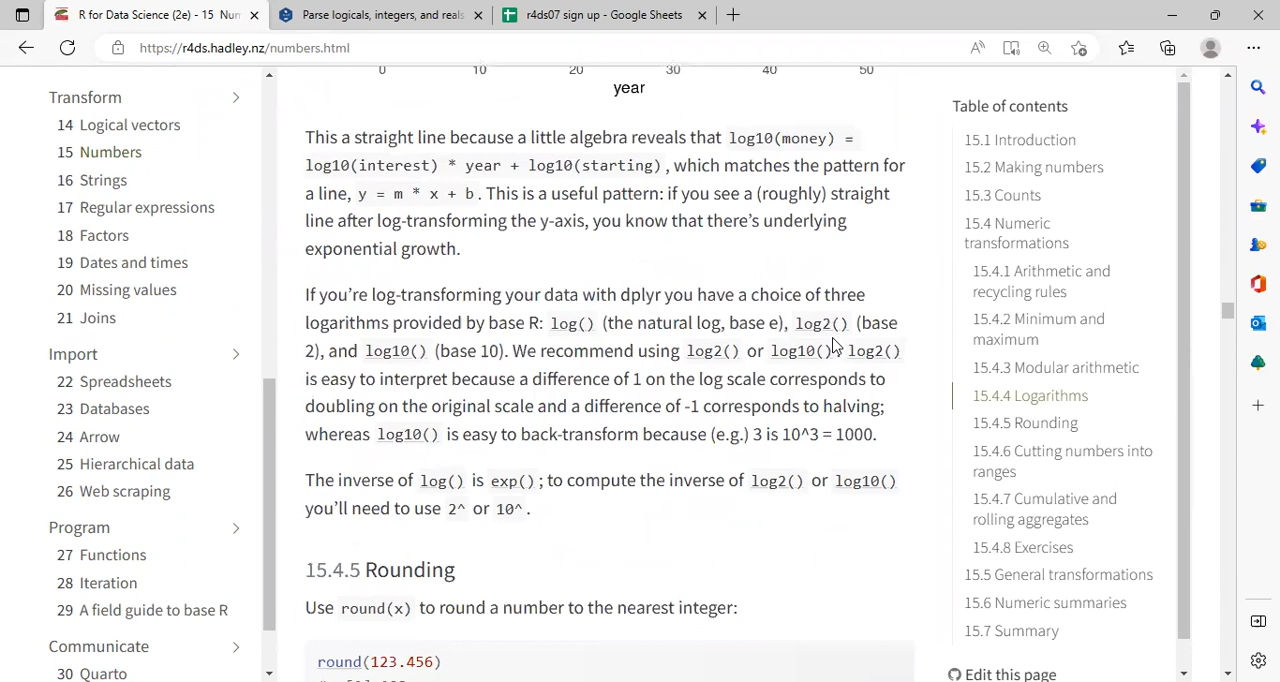 R for Data Science (2e) - 15 Num
Parse logicals, integers, and reals
r4ds07 sign up - Google Sheets
https://r4ds.hadley.nz/numbers.html
Transform
14 Logical vectors
15 Numbers
16 Strings
17 Regular expressions
18 Factors
19 Dates and times
20 Missing values
21 Joins
Import
22 Spreadsheets
23 Databases
24 Arrow
25 Hierarchical data
26 Web scraping
Program
27 Functions
28 Iteration
29 A field guide to base R
Communicate
30 Quarto
0 10 20 30 40 50
year
This a straight line because a little algebra reveals that log10(money) =
log10(interest) * year + log10(starting), which matches the pattern for
a line, y = m * x + b. This is a useful pattern: if you see a (roughly) straight
line after log-transforming the y-axis, you know that there’s underlying
exponential growth.
If you’re log-transforming your data with dplyr you have a choice of three
logarithms provided by base R: log() (the natural log, base e), log2() (base
2), and log10() (base 10). We recommend using log2() or log10() log2()
is easy to interpret because a difference of 1 on the log scale corresponds to
doubling on the original scale and a difference of -1 corresponds to halving;
whereas log10() is easy to back-transform because (e.g.) 3 is 10^3 = 1000.
The inverse of log() is exp(); to compute the inverse of log2() or log10()
you’ll need to use 2^ or 10^.
15.4.5 Rounding
Use round(x) to round a number to the nearest integer:
round(123.456)
Table of contents
15.1 Introduction
15.2 Making numbers
15.3 Counts
15.4 Numeric
transformations
15.4.1 Arithmetic and
recycling rules
15.4.2 Minimum and
maximum
15.4.3 Modular arithmetic
15.4.4 Logarithms
15.4.5 Rounding
15.4.6 Cutting numbers into
ranges
15.4.7 Cumulative and
rolling aggregates
15.4.8 Exercises
15.5 General transformations
15.6 Numeric summaries
15.7 Summary
Edit this page